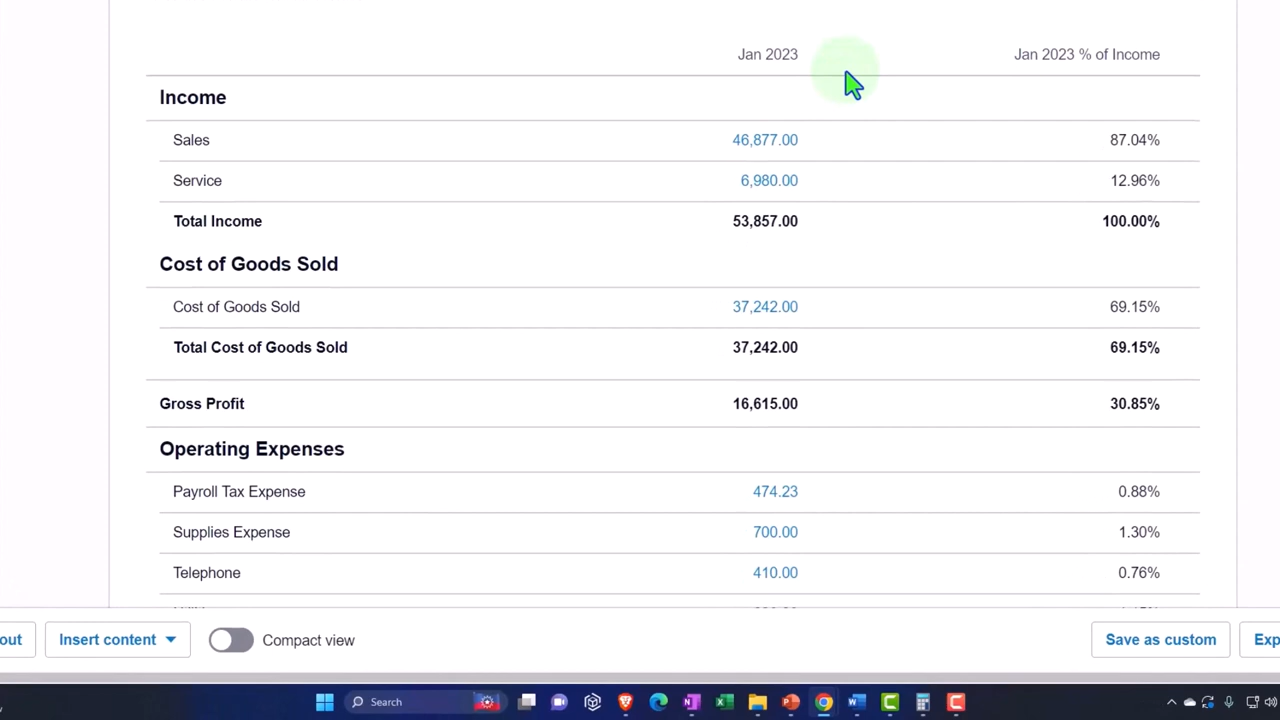 Jan 2023 Jan 2023 % of Income
Income
Sales 46,877.00 87.04%
Service 6,980.00 12.96%
Total Income 53,857.00 100.00%
Cost of Goods Sold
Cost of Goods Sold 37,242.00 69.15%
Total Cost of Goods Sold 37,242.00 69.15%
Gross Profit 16,615.00 30.85%
Operating Expenses
Payroll Tax Expense 474.23 0.88%
Supplies Expense 700.00 1.30%
Telephone 410.00 0.76%
out Insert content Compact view Save as custom Exp
Search